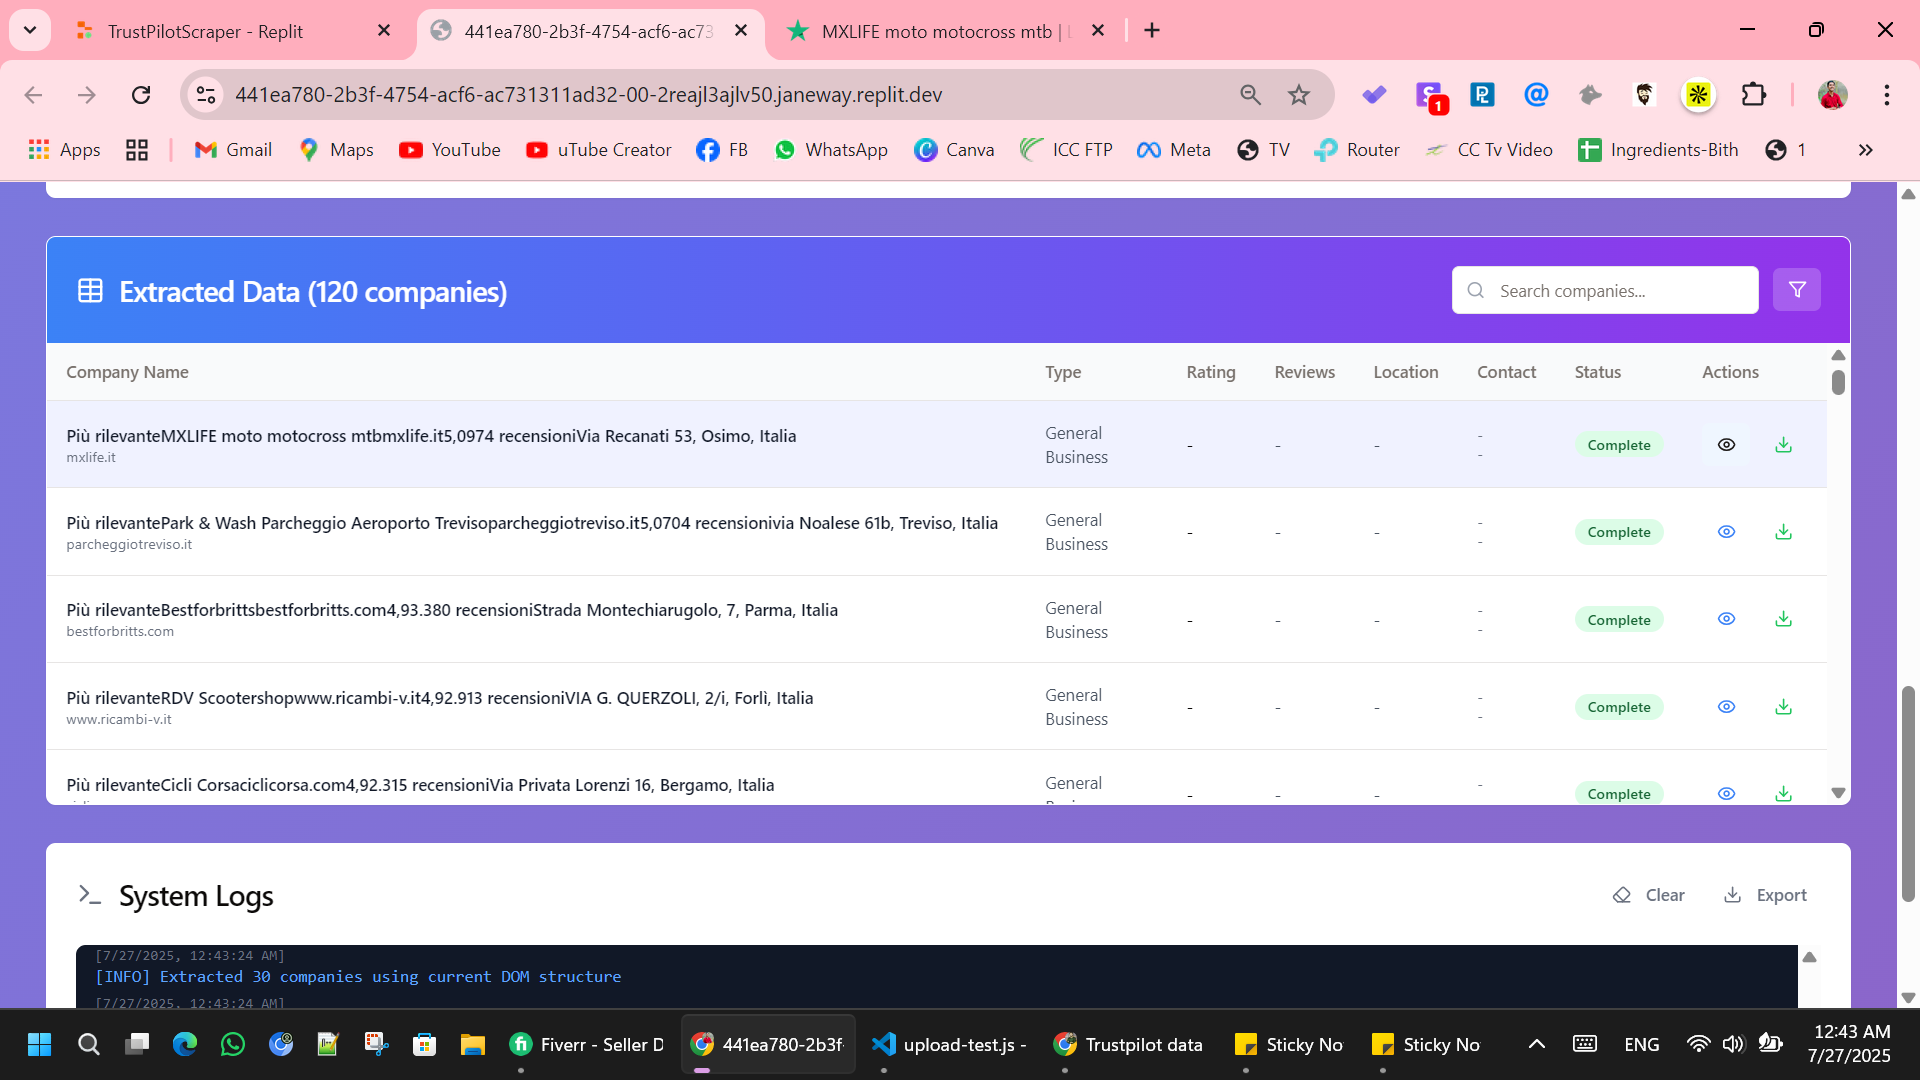 TrustPilotScraper - Replit
441ea780-2b3f-4754-acf6-ac73
MXLIFE moto motocross mtb |
441ea780-2b3f-4754-acf6-ac731311ad32-00-2reajl3ajlv50.janeway.replit.dev
1
Apps
Gmail
Maps
YouTube
uTube Creator
FB
WhatsApp
Canva
ICC FTP
Meta
TV
Router
CC Tv Video
Ingredients-Bith
1
Extracted Data (120 companies)
Search companies...
Company Name Type Rating Reviews Location Contact Status Actions
Più rilevanteMXLIFE moto motocross mtbmxlife.it5,0974 recensioniVia Recanati 53, Osimo, Italia
mxlife.it
General
Business
- - - -
-
Complete
Più rilevantePark & Wash Parcheggio Aeroporto Trevisoparcheggiotreviso.it5,0704 recensionivia Noalese 61b, Treviso, Italia
parcheggiotreviso.it
General
Business
- - - -
-
Complete
Più rilevanteBestforbrittsbestforbritts.com4,93.380 recensioniStrada Montechiarugolo, 7, Parma, Italia
bestforbritts.com
General
Business
- - - -
-
Complete
Più rilevanteRDV Scootershopwww.ricambi-v.it4,92.913 recensioniVIA G. QUERZOLI, 2/i, Forlì, Italia
www.ricambi-v.it
General
Business
- - - -
-
Complete
Più rilevanteCicli Corsaciclicorsa.com4,92.315 recensioniVia Privata Lorenzi 16, Bergamo, Italia
General
- - - -
Complete
System Logs
Clear
Export
[7/27/2025, 12:43:24 AM]
[INFO] Extracted 30 companies using current DOM structure
[7/27/2025, 12:43:24 AM]
Fiverr - Seller D
441ea780-2b3f-
upload-test.js -
Trustpilot data
Sticky No
Sticky No
ENG
12:43 AM
7/27/2025